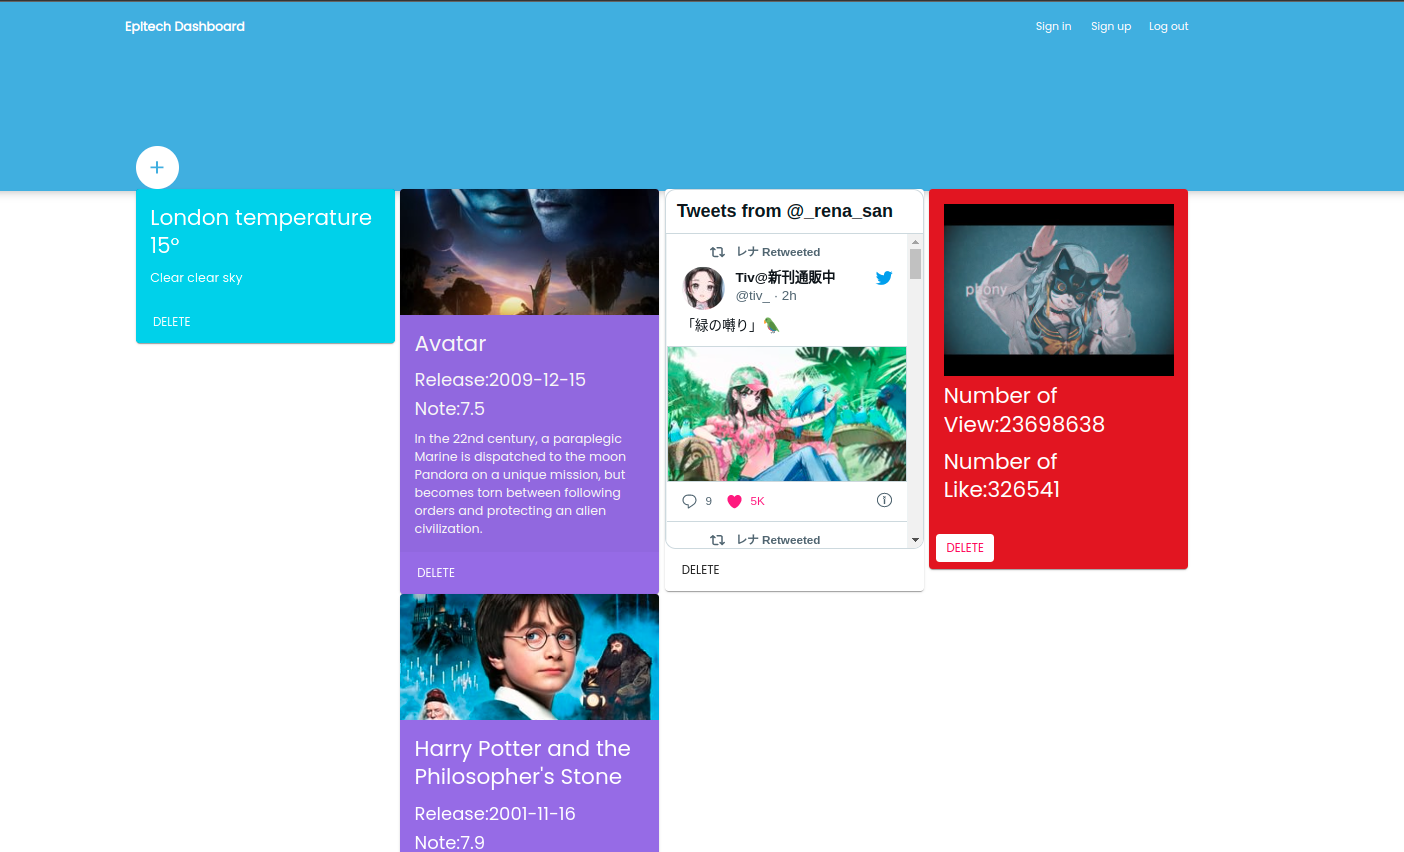 Epitech Dashboard
Sign in
Sign up
Log out
+
London temperature
15°
Clear clear sky
DELETE
Avatar
Release:2009-12-15
Note:7.5
In the 22nd century, a paraplegic
Marine is dispatched to the moon
Pandora on a unique mission, but
becomes torn between following
orders and protecting an alien
civilization.
DELETE
Harry Potter and the
Philosopher's Stone
Release:2001-11-16
Note:7.9
Tweets from @_rena_san
レナ Retweeted
Tiv@新刊通販中
@tiv_ · 2h
「緑の囀り」🦜
9
5K
レナ Retweeted
DELETE
phony
Number of
View:23698638
Number of
Like:326541
DELETE